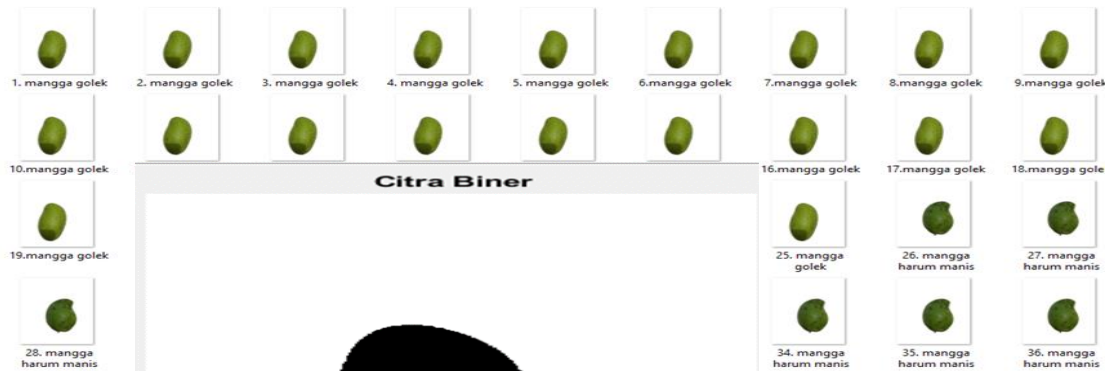 1. mangga golek
2. mangga golek
3. mangga golek
4. mangga golek
5. mangga golek
6.mangga golek
7.mangga golek
8.mangga golek
9.mangga golek
10.mangga golek
Citra Biner
16.mangga golek
17.mangga golek
18.mangga gole
19.mangga golek
25. mangga
golek
26. mangga
harum manis
27. mangga
harum manis
28. mangga
harum manis
34. mangga
harum manis
35. mangga
harum manis
36. mangga
harum manis